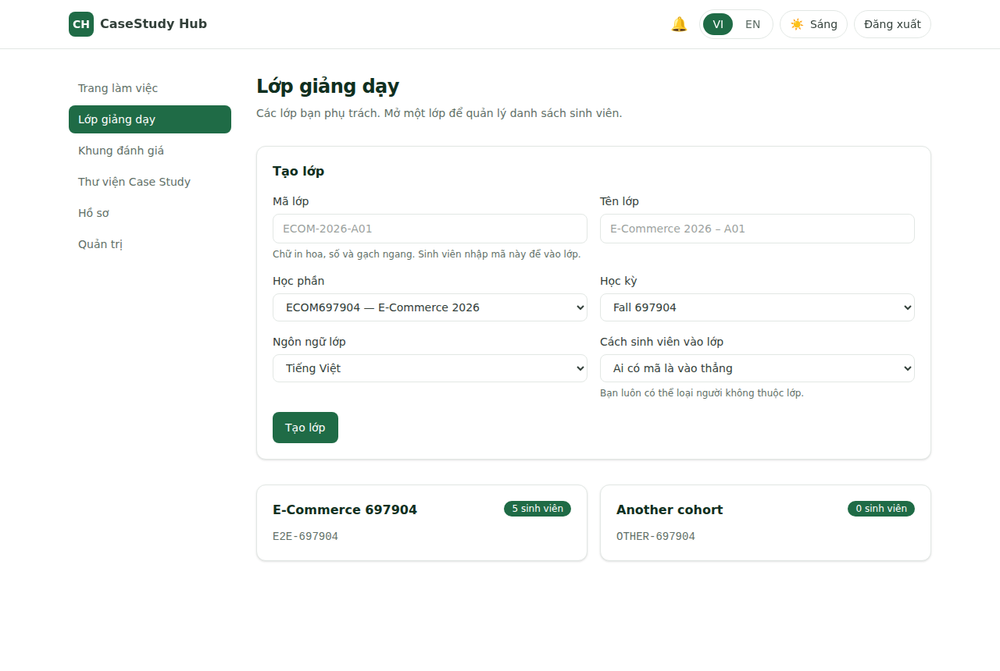 CH CaseStudy Hub
VI EN
Sáng
Đăng xuất
Trang làm việc
Lớp giảng dạy
Khung đánh giá
Thư viện Case Study
Hồ sơ
Quản trị
Lớp giảng dạy
Các lớp bạn phụ trách. Mở một lớp để quản lý danh sách sinh viên.
Tạo lớp
Mã lớp
ECOM-2026-A01
Chữ in hoa, số và gạch ngang. Sinh viên nhập mã này để vào lớp.
Tên lớp
E-Commerce 2026 – A01
Học phần
ECOM697904 — E-Commerce 2026
Học kỳ
Fall 697904
Ngôn ngữ lớp
Tiếng Việt
Cách sinh viên vào lớp
Ai có mã là vào thẳng
Bạn luôn có thể loại người không thuộc lớp.
Tạo lớp
E-Commerce 697904
5 sinh viên
E2E-697904
Another cohort
0 sinh viên
OTHER-697904